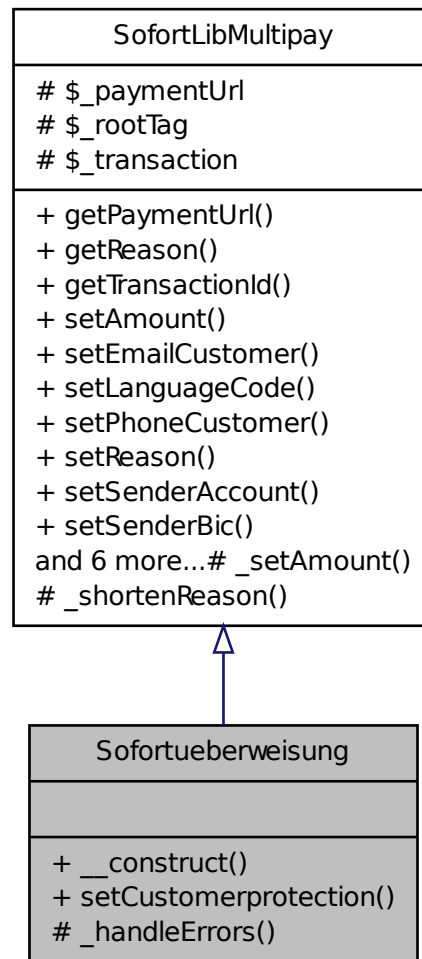 SofortLibMultipay
# $_paymentUrl
# $_rootTag
# $_transaction
+ getPaymentUrl()
+ getReason()
+ getTransactionId()
+ setAmount()
+ setEmailCustomer()
+ setLanguageCode()
+ setPhoneCustomer()
+ setReason()
+ setSenderAccount()
+ setSenderBic()
and 6 more...# _setAmount()
# _shortenReason()
Sofortueberweisung
+ __construct()
+ setCustomerprotection()
# _handleErrors()